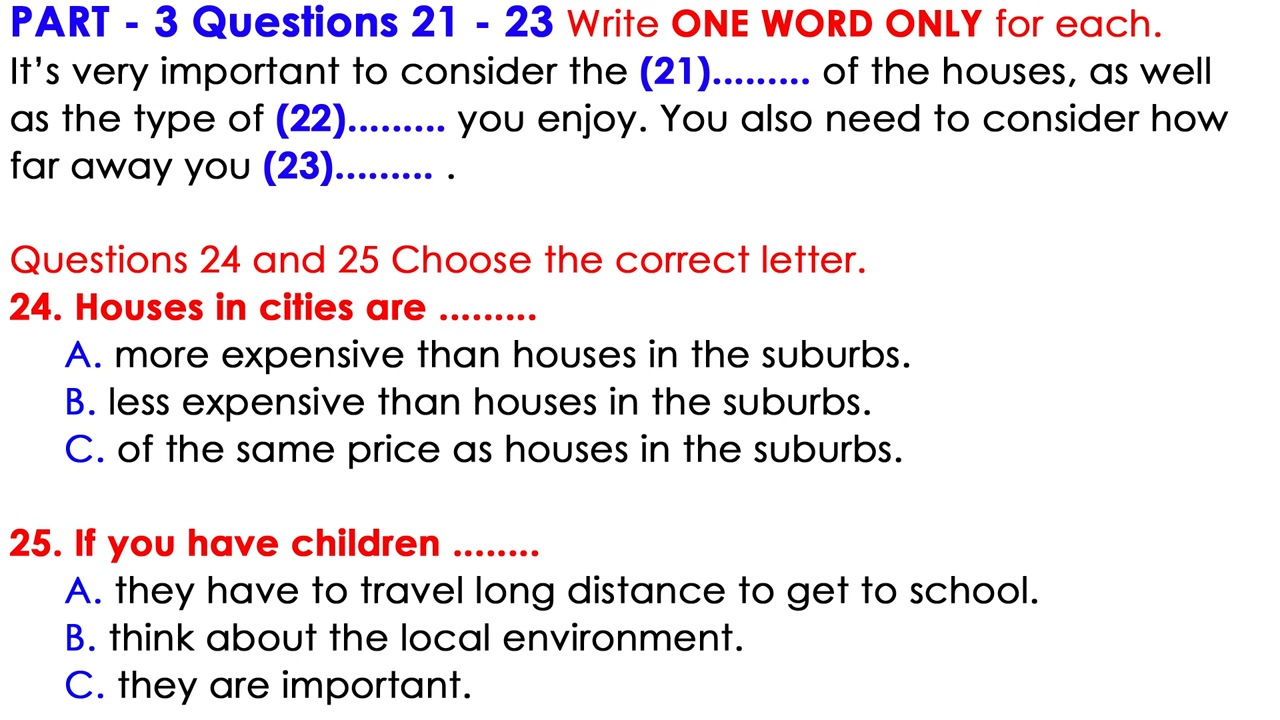 PART - 3 Questions 21 - 23 Write ONE WORD ONLY for each.
It's very important to consider the (21)......... of the houses, as well
as the type of (22)......... you enjoy. You also need to consider how
far away you (23)......... .
Questions 24 and 25 Choose the correct letter.
24. Houses in cities are .........
A. more expensive than houses in the suburbs.
B. less expensive than houses in the suburbs.
C. of the same price as houses in the suburbs.
25. If you have children ........
A. they have to travel long distance to get to school.
B. think about the local environment.
C. they are important.